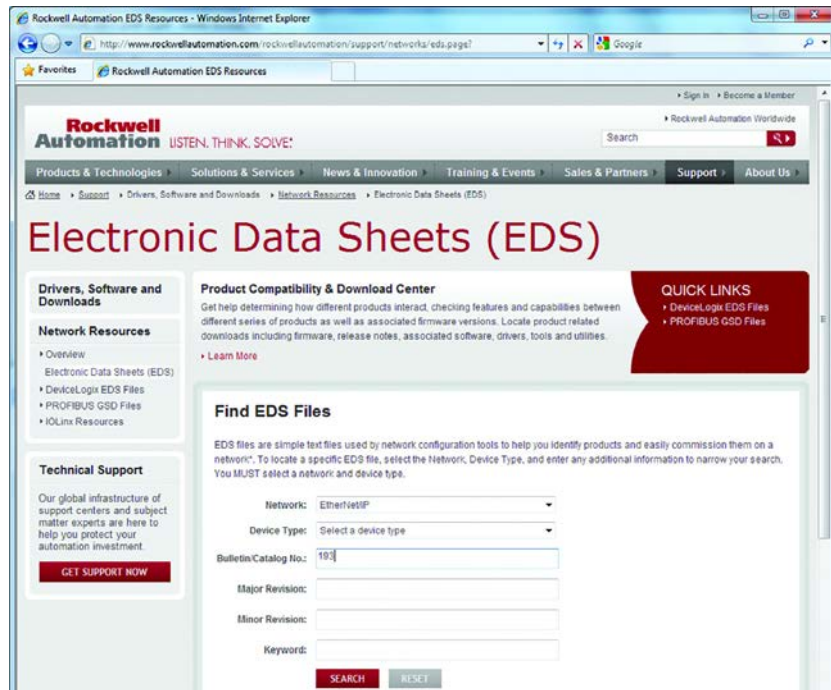 Rockwell Automation EDS Resources - Windows Internet Explorer
http://www.rockwellautomation.com/rockwellautomation/support/networks/eds.page?
Google
Favorites
Rockwell Automation EDS Resources
Sign In
Become a Member
Rockwell Automation Worldwide
Rockwell
Automation
LISTEN. THINK. SOLVE.
Search
Products & Technologies
Solutions & Services
News & Innovation
Training & Events
Sales & Partners
Support
About Us
Home
Support
Drivers, Software and Downloads
Network Resources
Electronic Data Sheets (EDS)
Electronic Data Sheets (EDS)
Drivers, Software and
Downloads
Network Resources
Overview
Electronic Data Sheets (EDS)
DeviceLogix EDS Files
PROFIBUS GSD Files
IOLinx Resources
Technical Support
Our global infrastructure of
support centers and subject
matter experts are here to
help you protect your
automation investment.
GET SUPPORT NOW
Product Compatibility & Download Center
Get help determining how different products interact, checking features and capabilities between
different series of products as well as associated firmware versions. Locate product related
downloads including firmware, release notes, associated software, drivers, tools and utilities.
Learn More
QUICK LINKS
DeviceLogix EDS Files
PROFIBUS GSD Files
Find EDS Files
EDS files are simple text files used by network configuration tools to help you identify products and easily commission them on a
network*. To locate a specific EDS file, select the Network, Device Type, and enter any additional information to narrow your search.
You MUST select a network and device type.
Network: EtherNet/IP
Device Type: Select a device type
Bulletin/Catalog No.: 193
Major Revision:
Minor Revision:
Keyword:
SEARCH
RESET